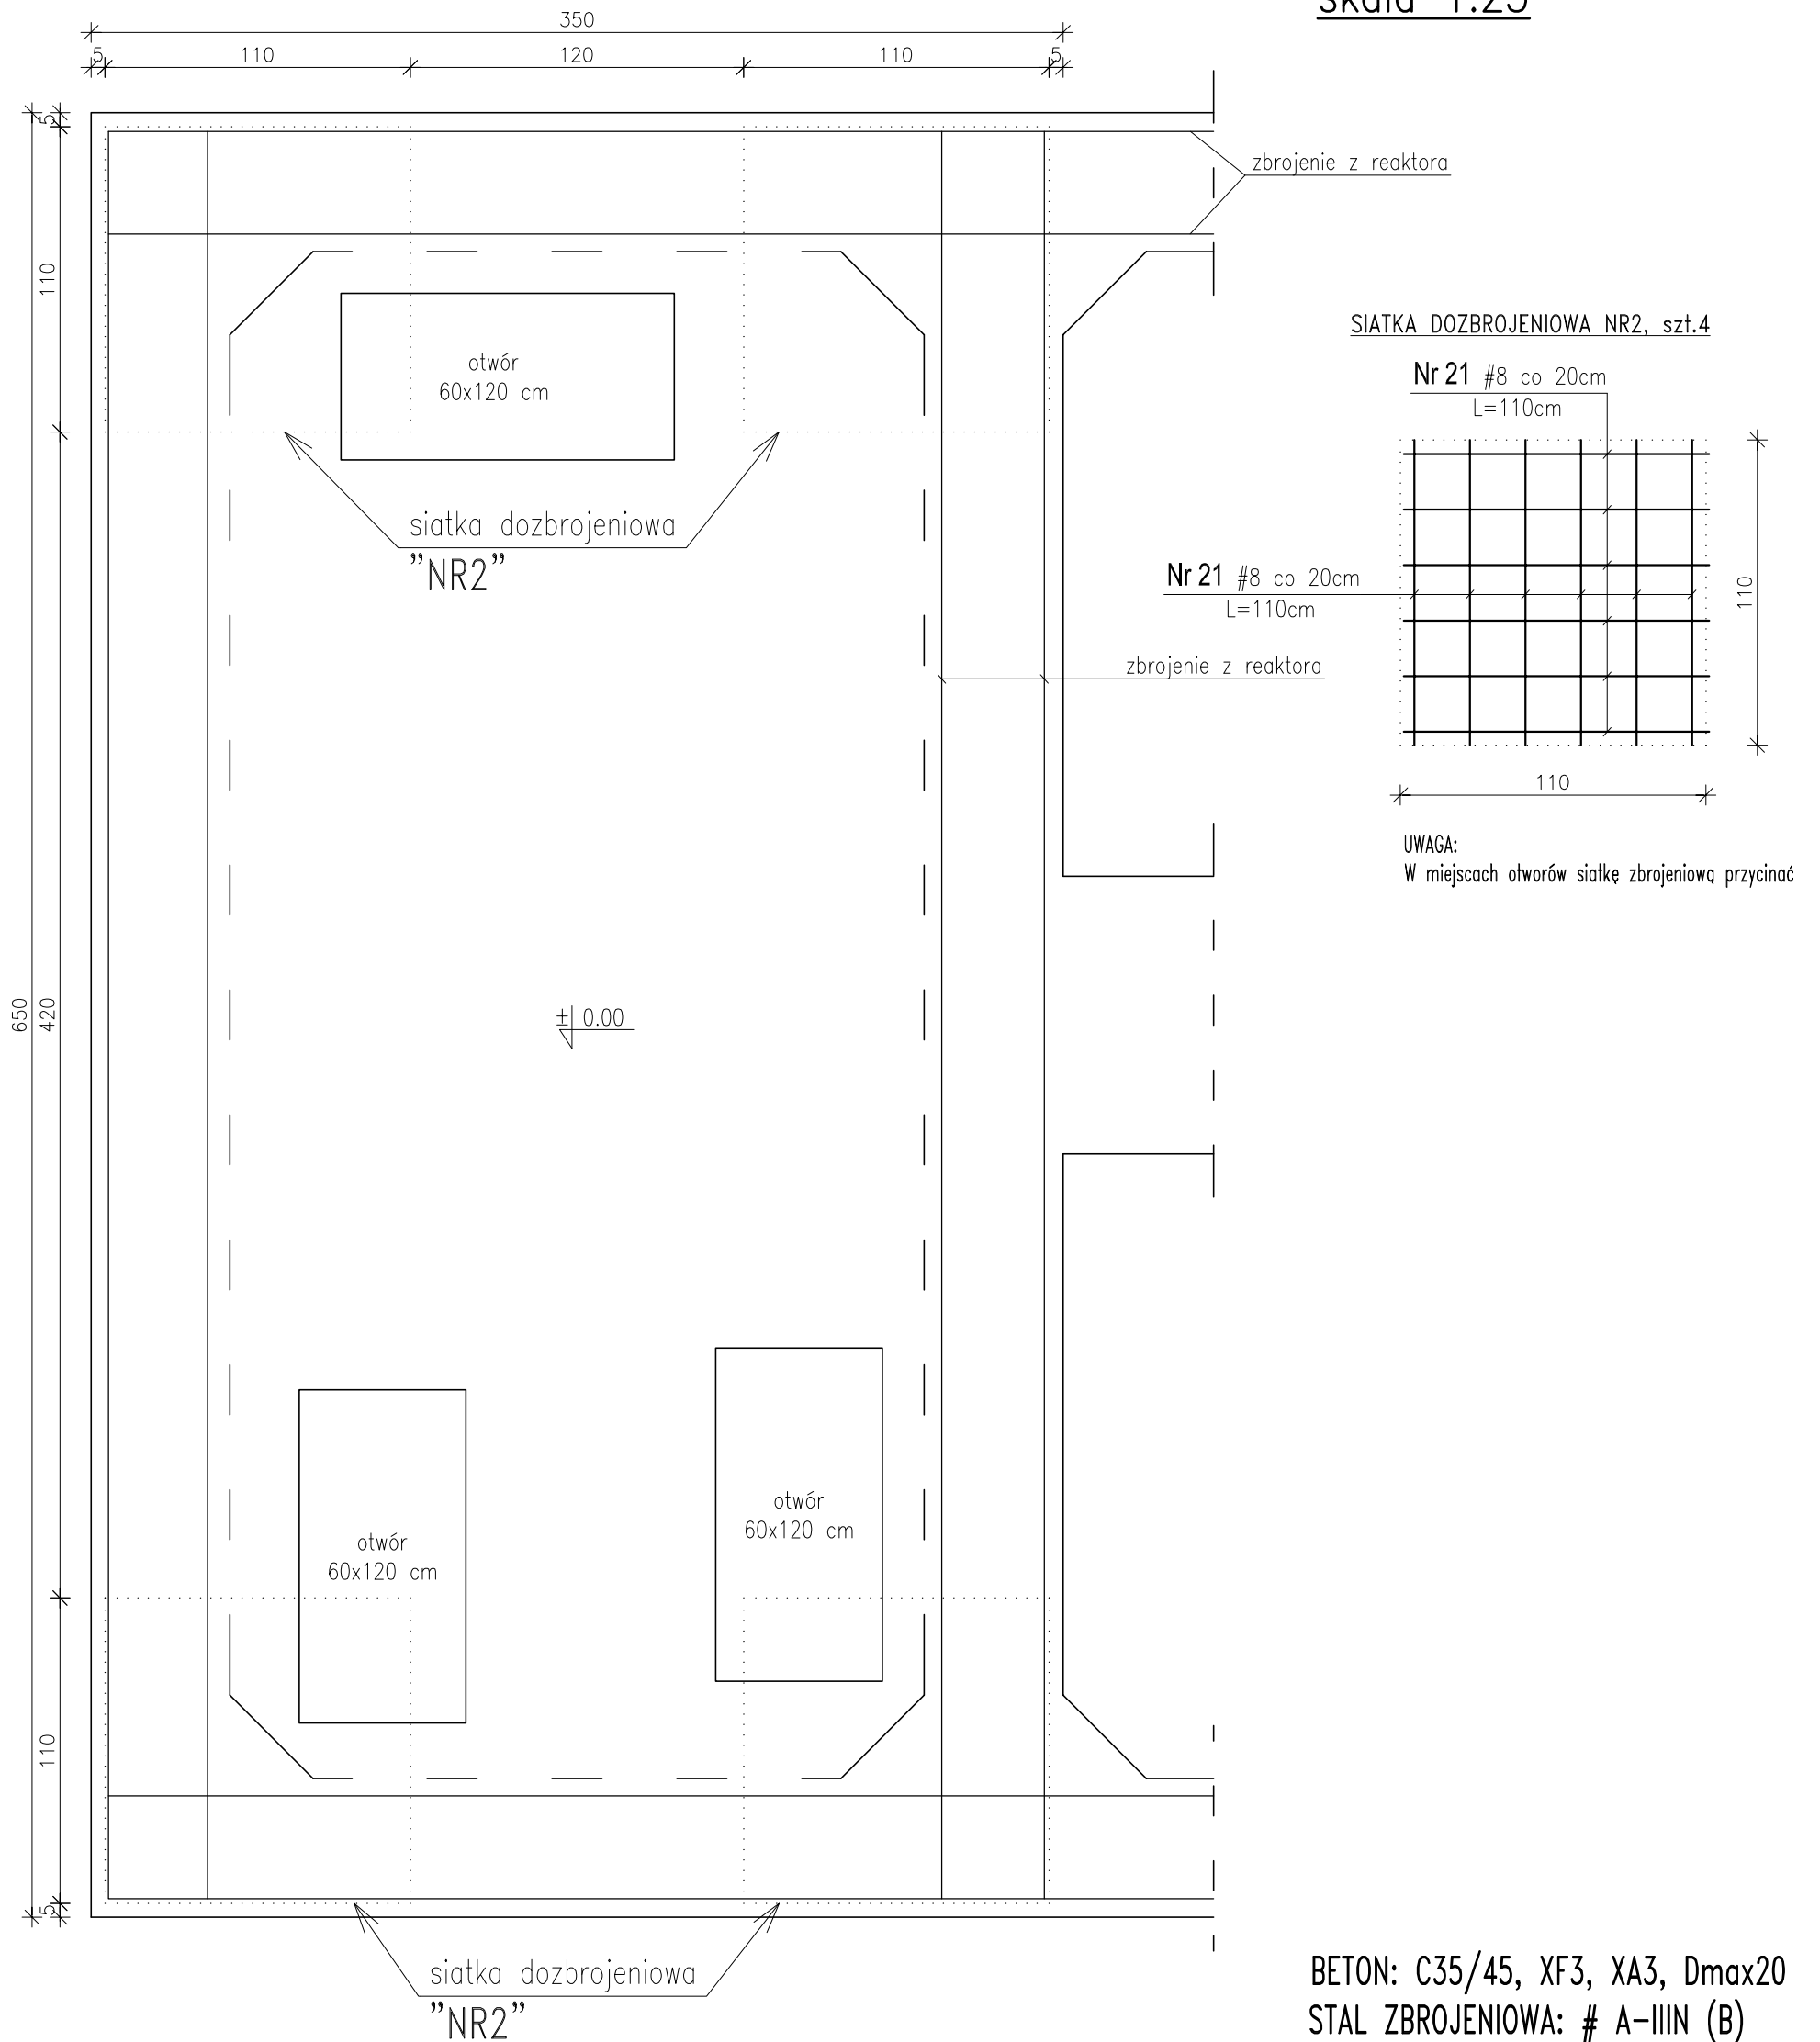 skala 1:25
350
5
110
120
110
5
5
110
650
420
110
5
zbrojenie z reaktora
otwór
60x120 cm
siatka dozbrojeniowa
”NR2”
SIATKA DOZBROJENIOWA NR2, szt.4
Nr 21 #8 co 20cm
L=110cm
Nr 21 #8 co 20cm
L=110cm
110
110
zbrojenie z reaktora
UWAGA:
W miejscach otworów siatkę zbrojeniową przycinać
± 0.00
otwór
60x120 cm
otwór
60x120 cm
siatka dozbrojeniowa
”NR2”
BETON: C35/45, XF3, XA3, Dmax20
STAL ZBROJENIOWA: # A-IIIN (B)